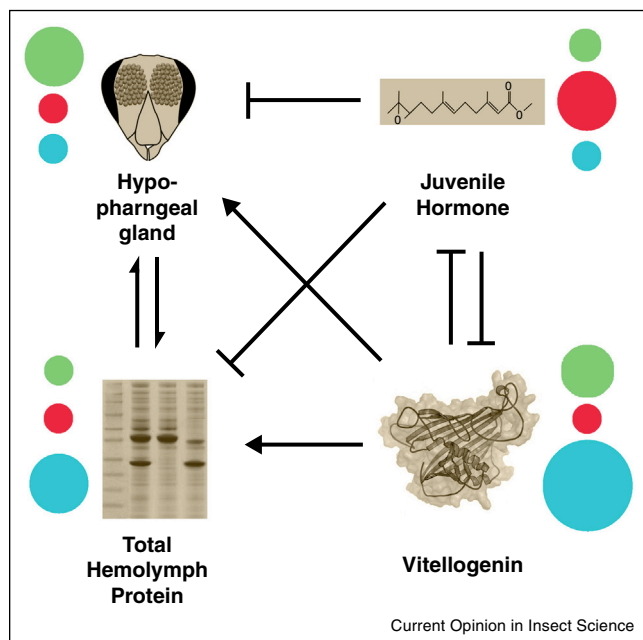 Hypo-
pharngeal
gland
O
O
O
Juvenile
Hormone
Total
Hemolymph
Protein
Vitellogenin
Current Opinion in Insect Science